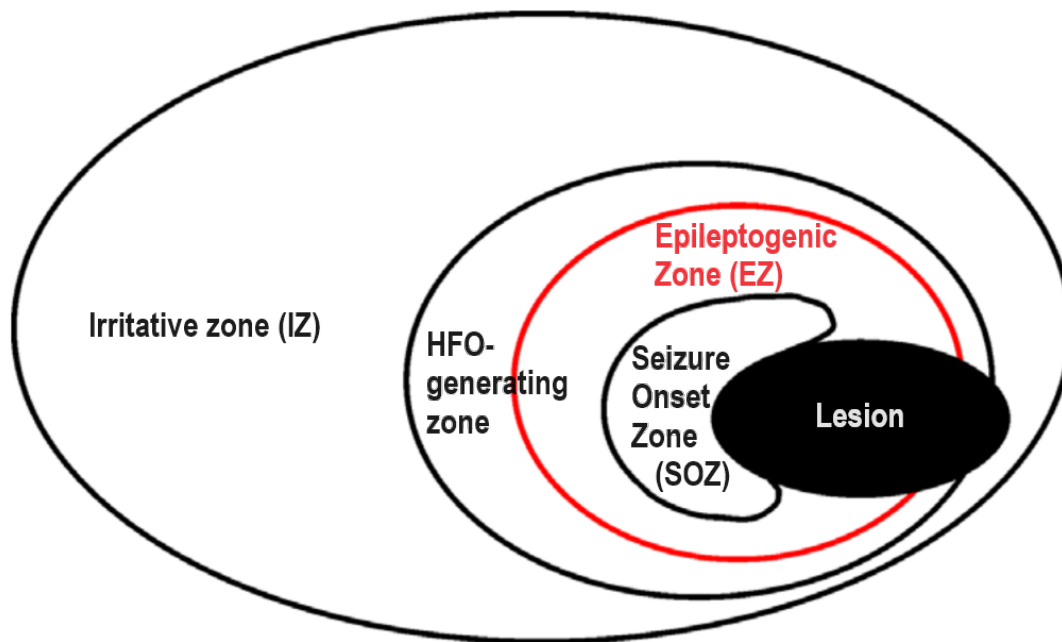 Epileptogenic
Zone (EZ)
Irritative zone (IZ)
HFO-
generating
zone
Seizure
Onset
Zone
(SOZ)
Lesion